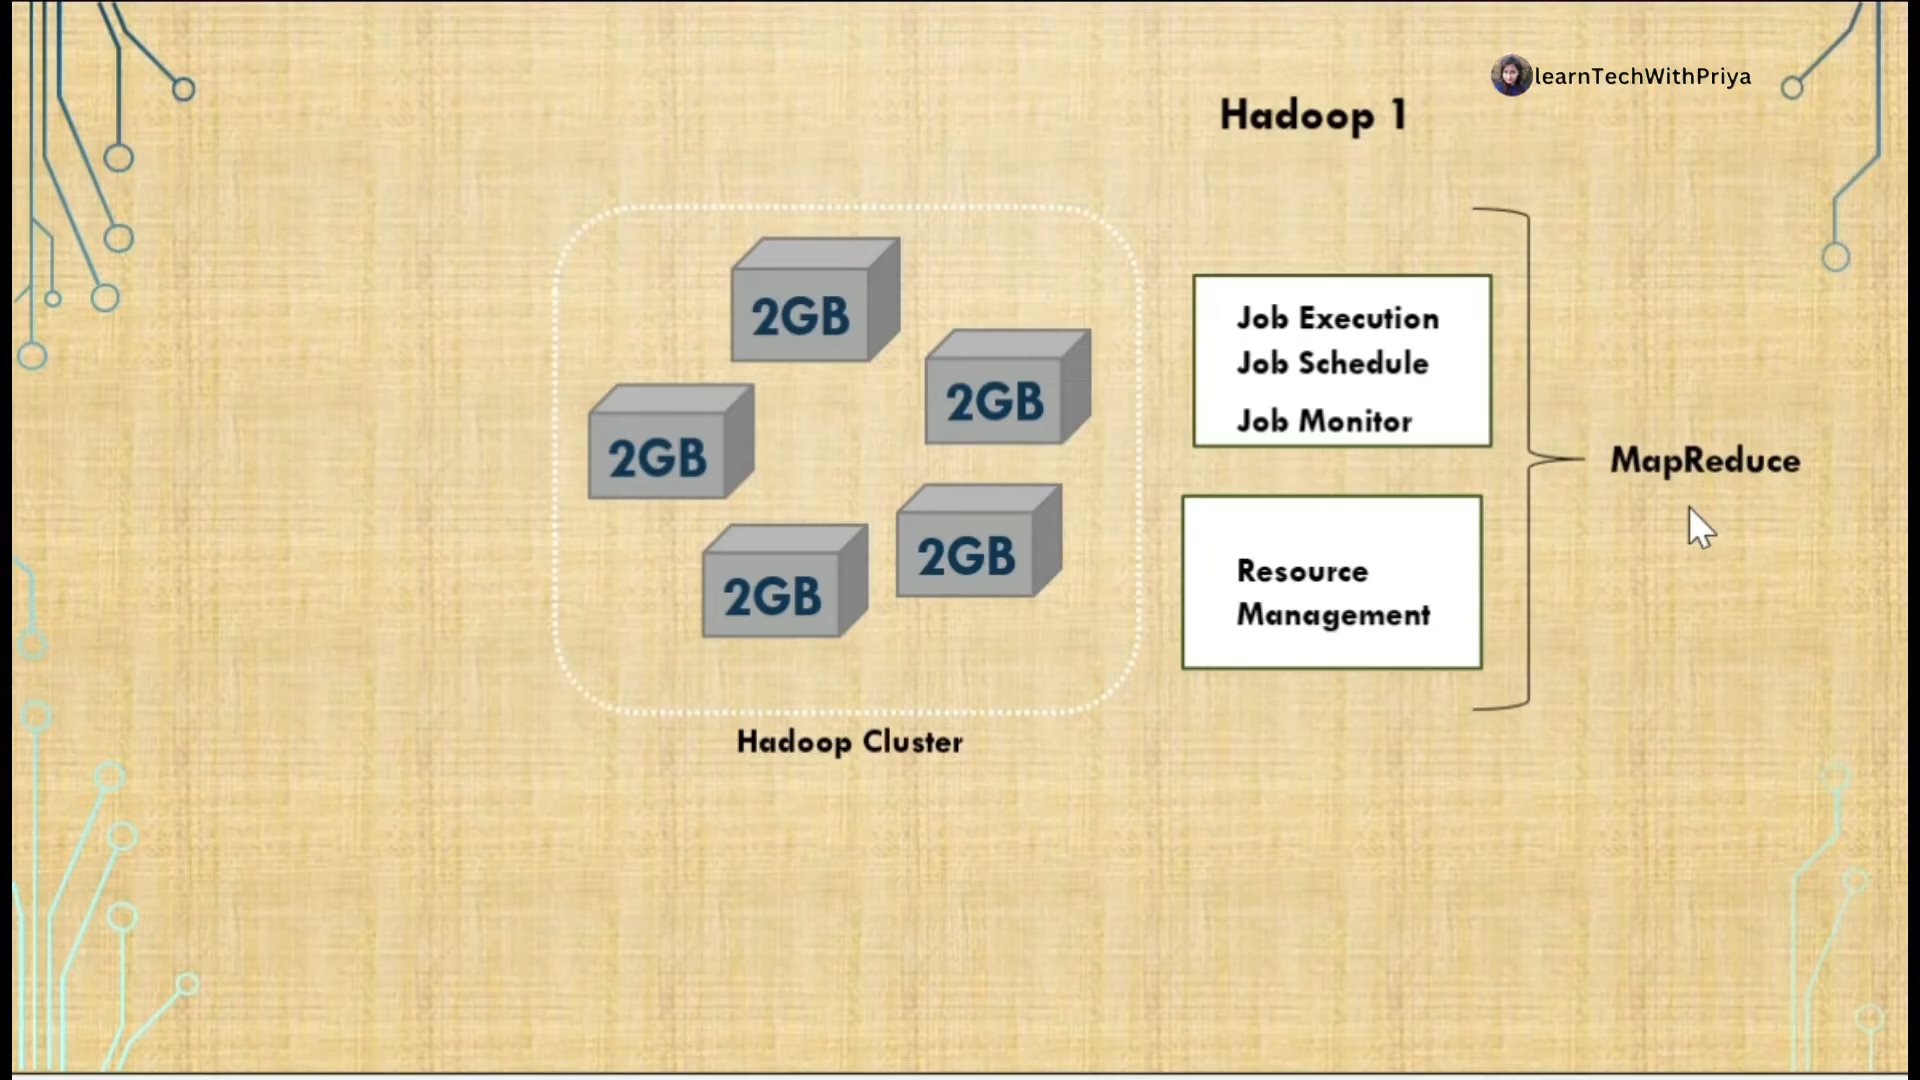 learnTechWithPriya
Hadoop 1
2GB
2GB
2GB
2GB
2GB
Hadoop Cluster
Job Execution
Job Schedule
Job Monitor
Resource
Management
MapReduce